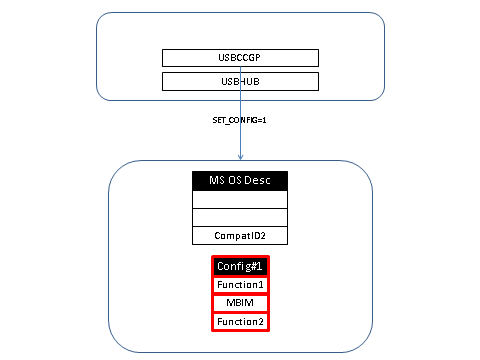 USBCCGP
USBHUB
SET_CONFIG=1
MS OS Desc
CompatID2
Config#1
Function1
MBIM
Function2